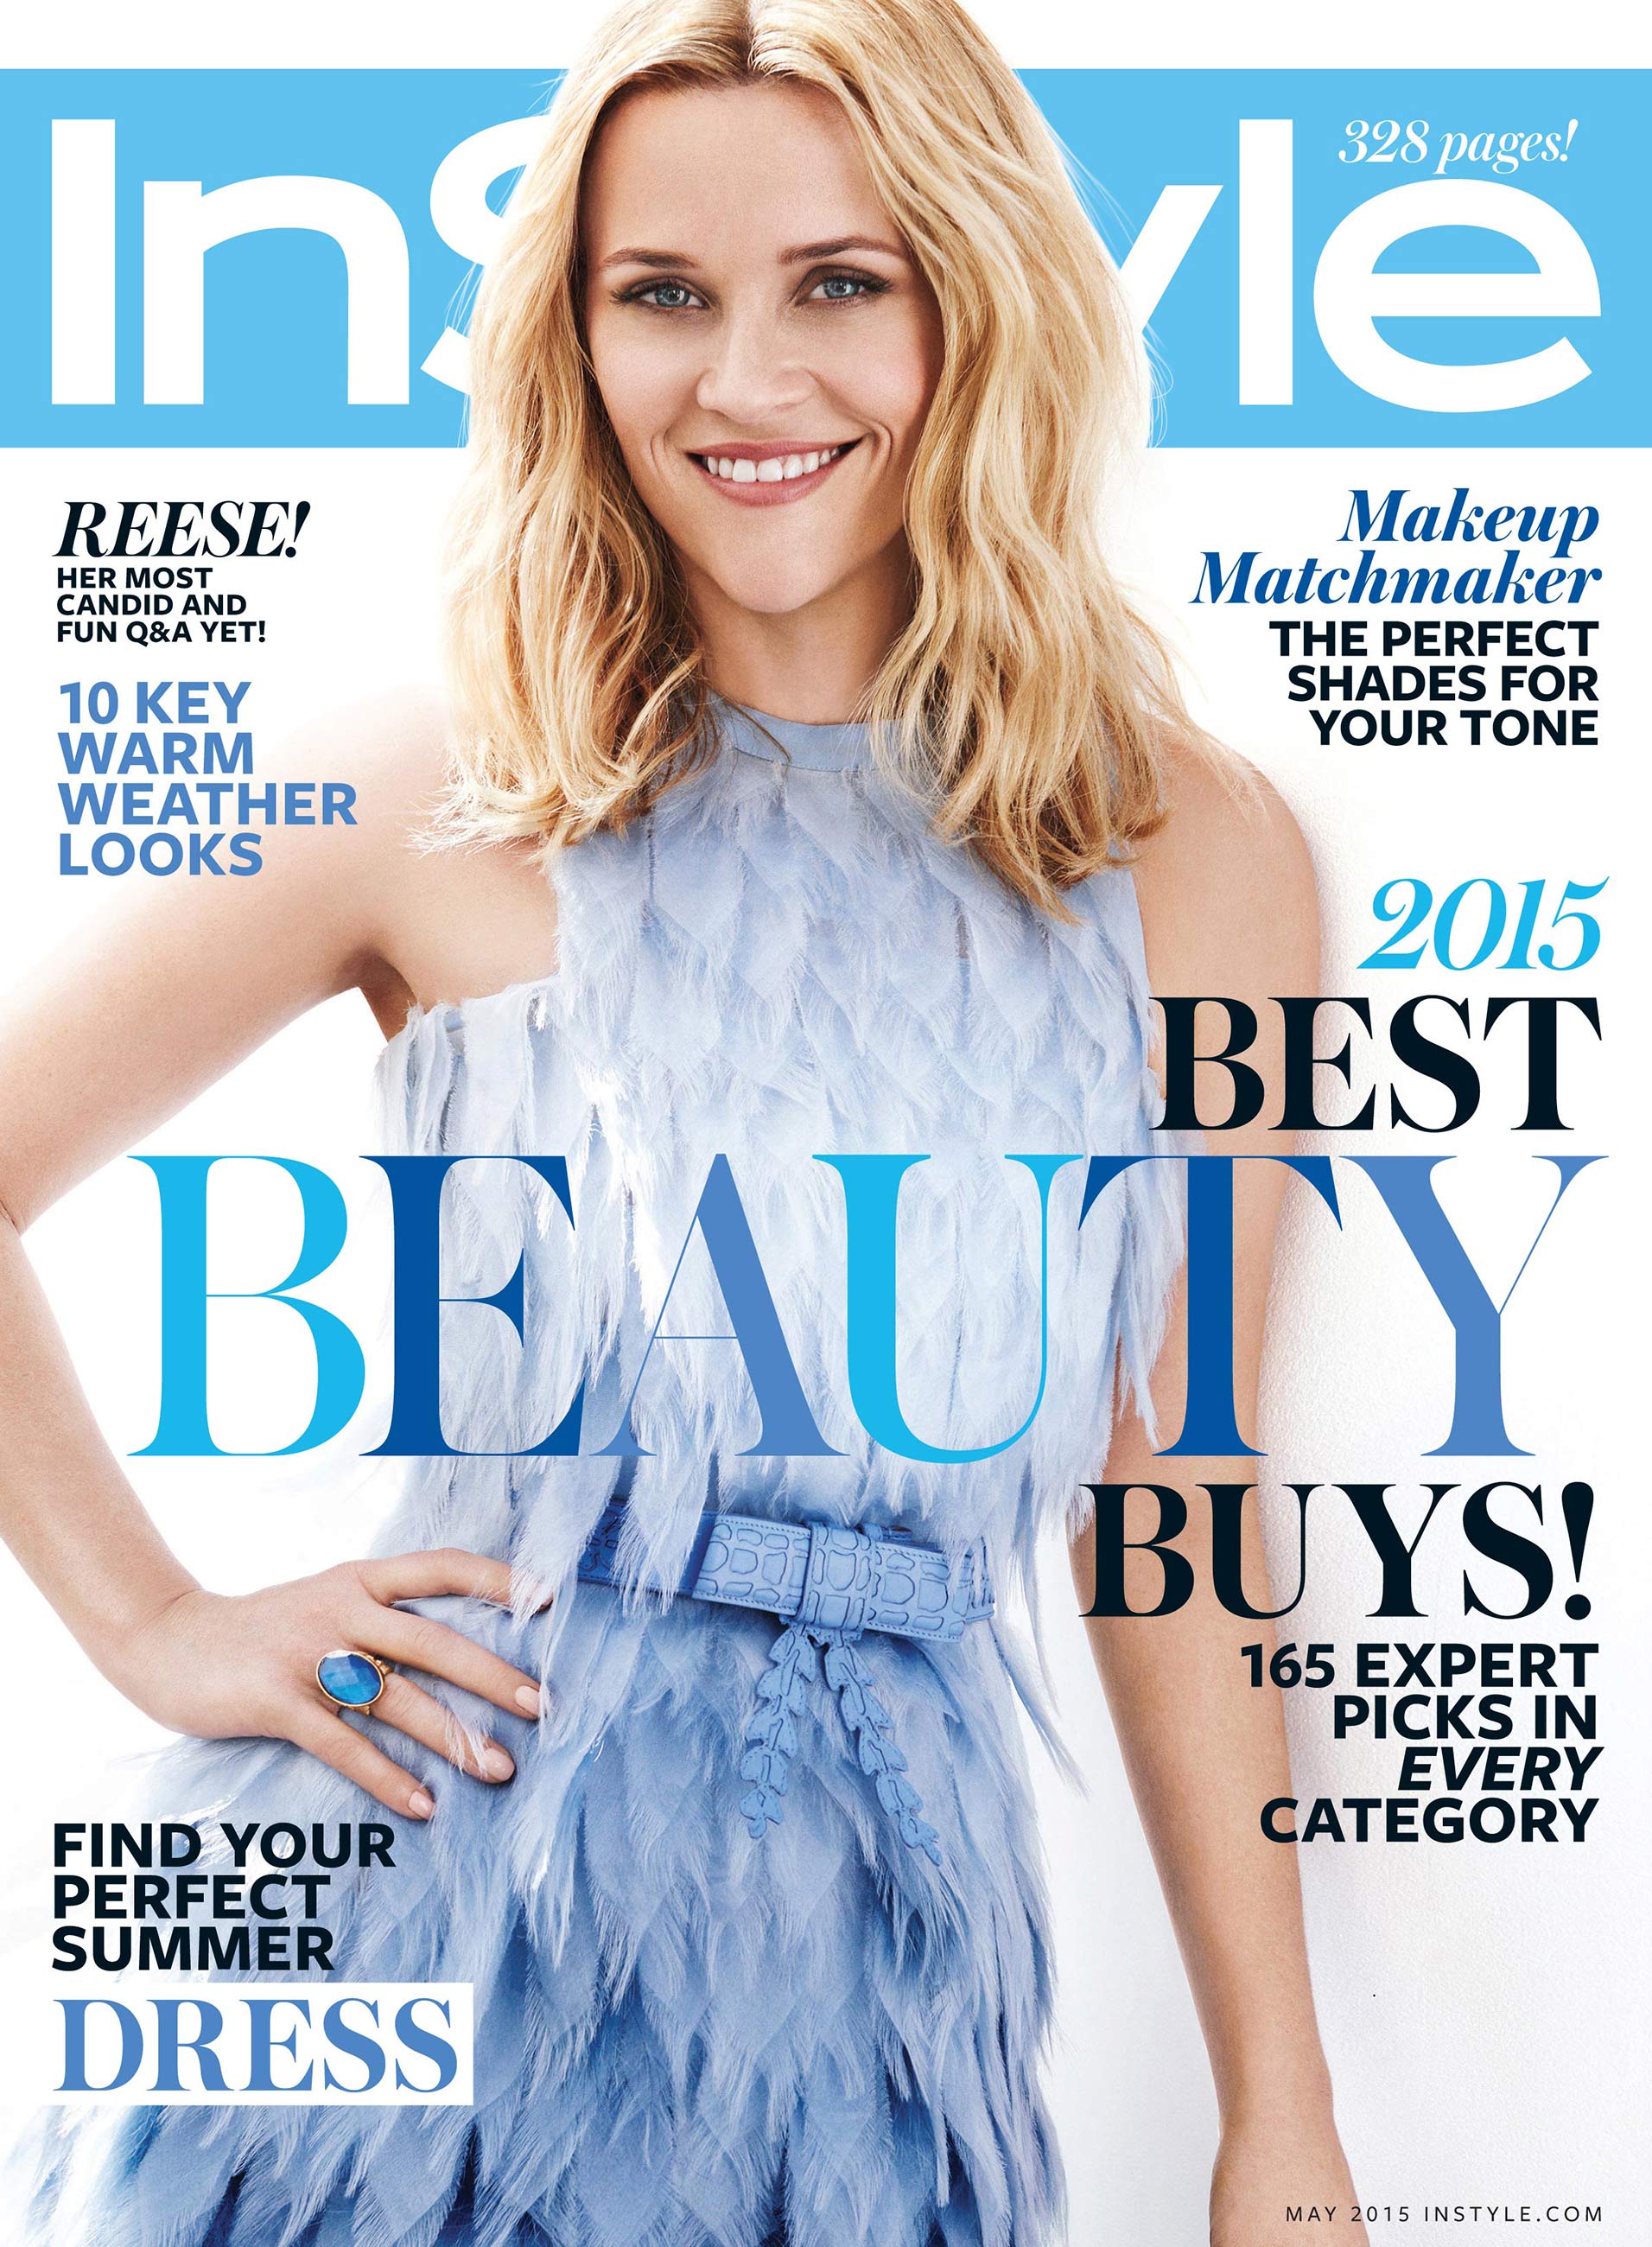 InStyle
328 pages!
REESE!
HER MOST
CANDID AND
FUN Q&A YET!
10 KEY
WARM
WEATHER
LOOKS
Makeup
Matchmaker
THE PERFECT
SHADES FOR
YOUR TONE
2015
BEST
BEAUTY
BUYS!
165 EXPERT
PICKS IN
EVERY
CATEGORY
FIND YOUR
PERFECT
SUMMER
DRESS
MAY 2015 INSTYLE.COM